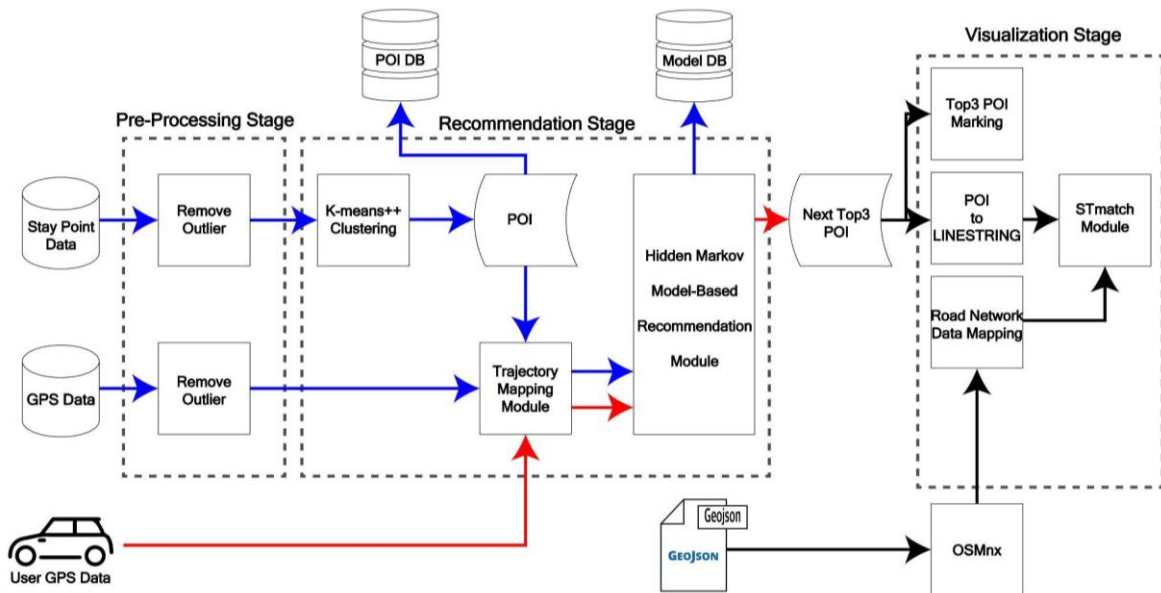 Visualization Stage
POI DB
Model DB
Top3 POI
Marking
Pre-Processing Stage
Recommendation Stage
Stay Point
Data
Remove
Outlier
K-means++
Clustering
POI
Hidden Markov
Model-Based
Recommendation
Module
Next Top3
POI
POI
to
LINESTRING
STmatch
Module
Road Network
Data Mapping
GPS Data
Remove
Outlier
Trajectory
Mapping
Module
User GPS Data
Geojson
GEOJSON
OSMnx